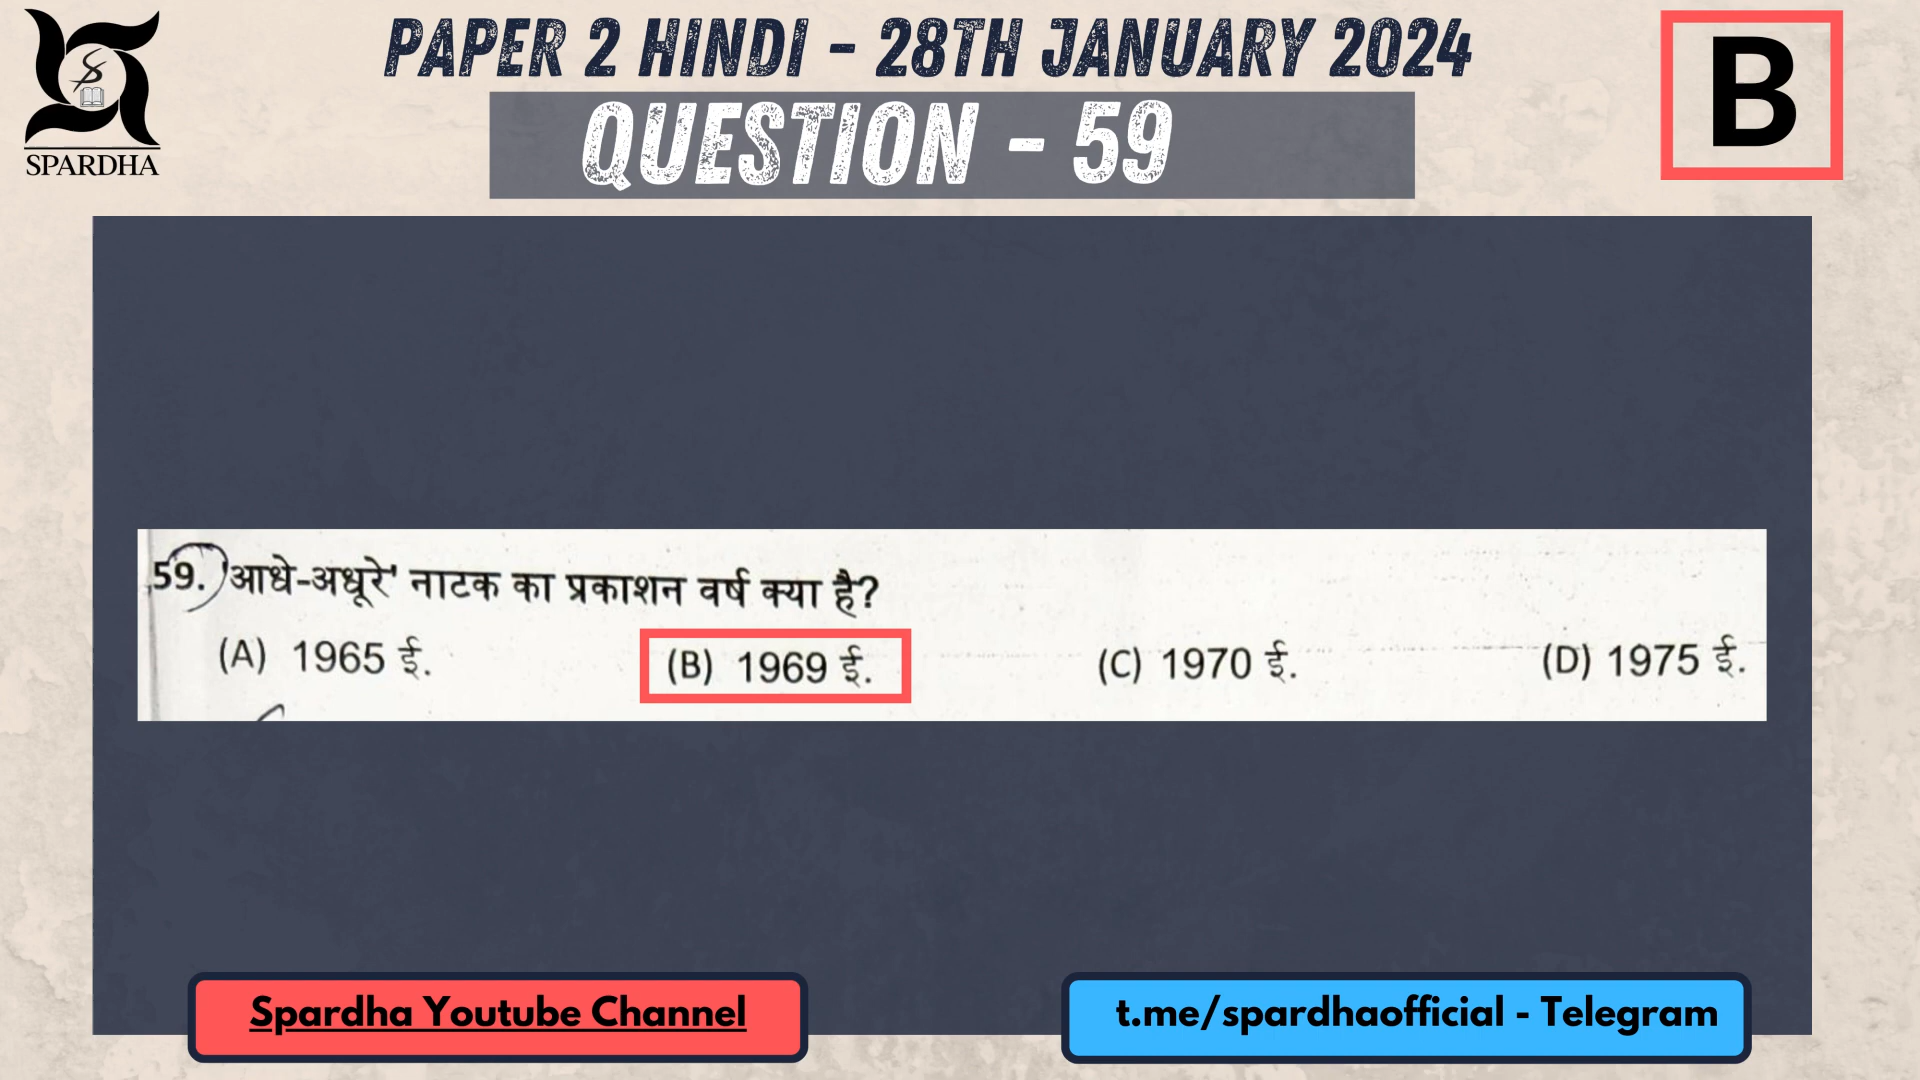 SPARDHA
PAPER 2 HINDI - 28TH JANUARY 2024
QUESTION - 59
B
59. 'आधे-अधूरे' नाटक का प्रकाशन वर्ष क्या है?
(A) 1965 ई. (B) 1969 ई. (C) 1970 ई. (D) 1975 ई.
Spardha Youtube Channel
t.me/spardhaofficial - Telegram